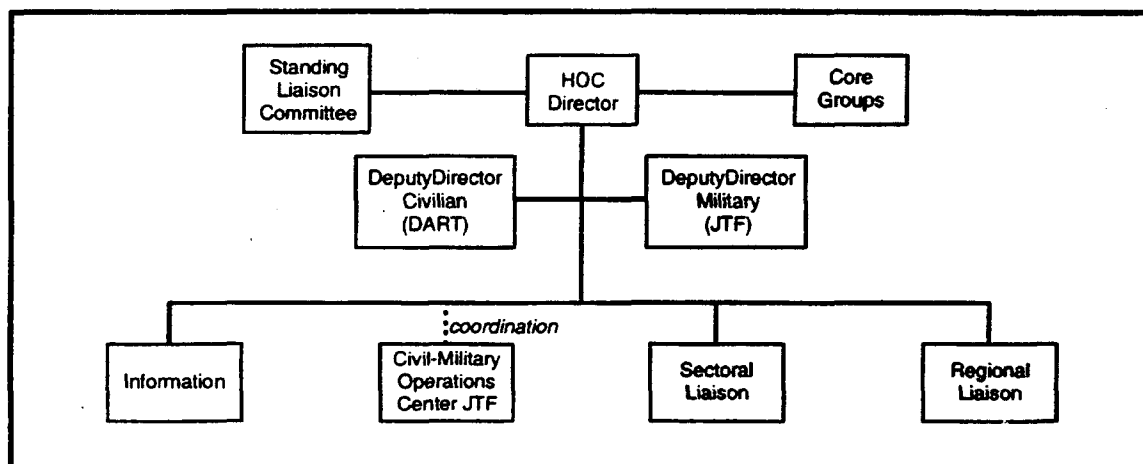 Standing
Liaison
Committee
HOC
Director
Core
Groups
DeputyDirector
Civilian
(DART)
DeputyDirector
Military
(JTF)
coordination
Information
Civil-Military
Operations
Center JTF
Sectoral
Liaison
Regional
Liaison